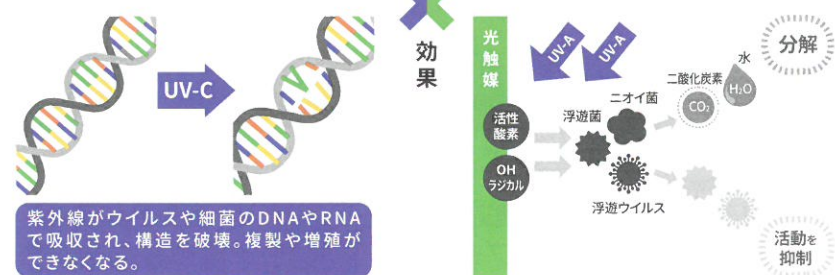 UV-C
紫外線がウイルスや細菌のDNAやRNA
で吸収され、構造を破壊。複製や増殖が
できなくなる。
効果
光触媒
UV-A
UV-A
活性
酸素
OH
ラジカル
浮遊菌
ニオイ菌
浮遊ウイルス
二酸化炭素
CO₂
水
H₂O
分解
活動を
抑制